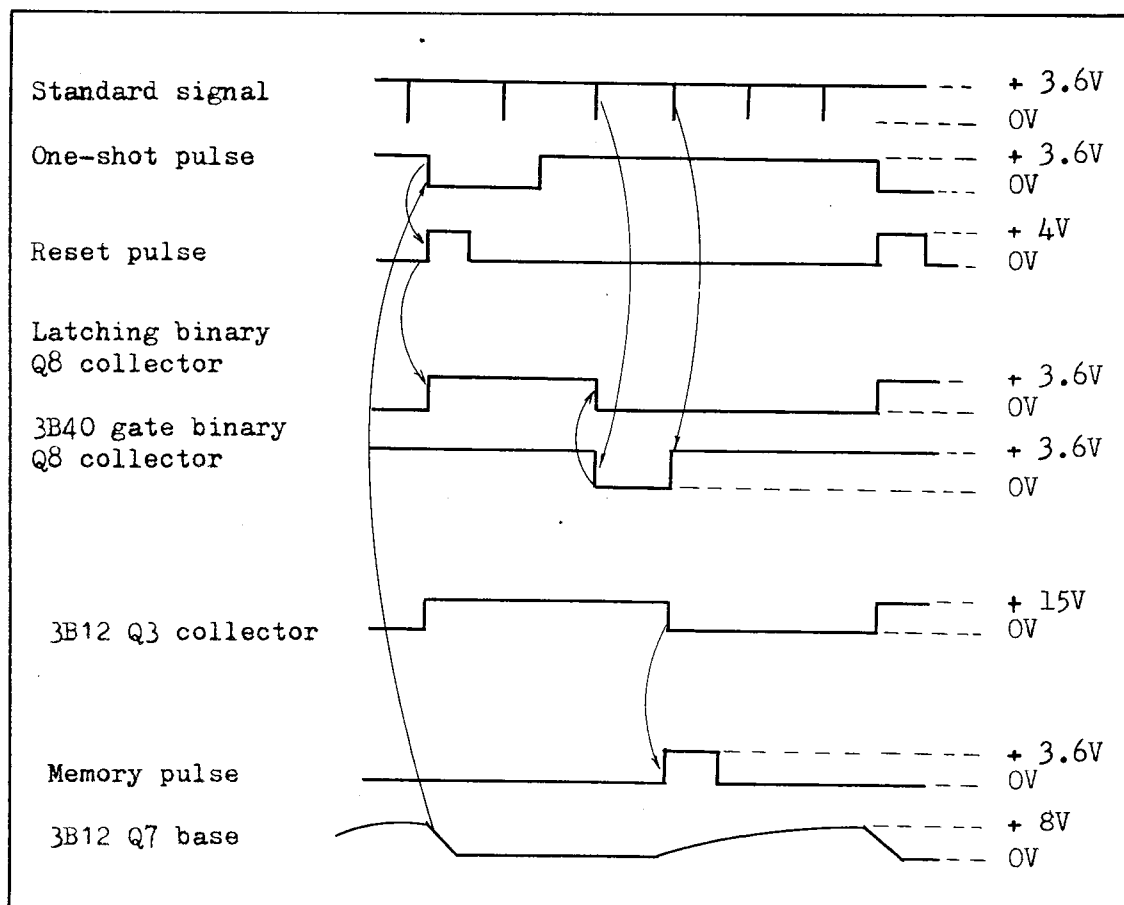 Standard signal
+ 3.6V
0V
One-shot pulse
+ 3.6V
0V
Reset pulse
+ 4V
0V
Latching binary
Q8 collector
+ 3.6V
0V
3B40 gate binary
Q8 collector
+ 3.6V
0V
3B12 Q3 collector
+ 15V
0V
Memory pulse
+ 3.6V
0V
3B12 Q7 base
+ 8V
0V